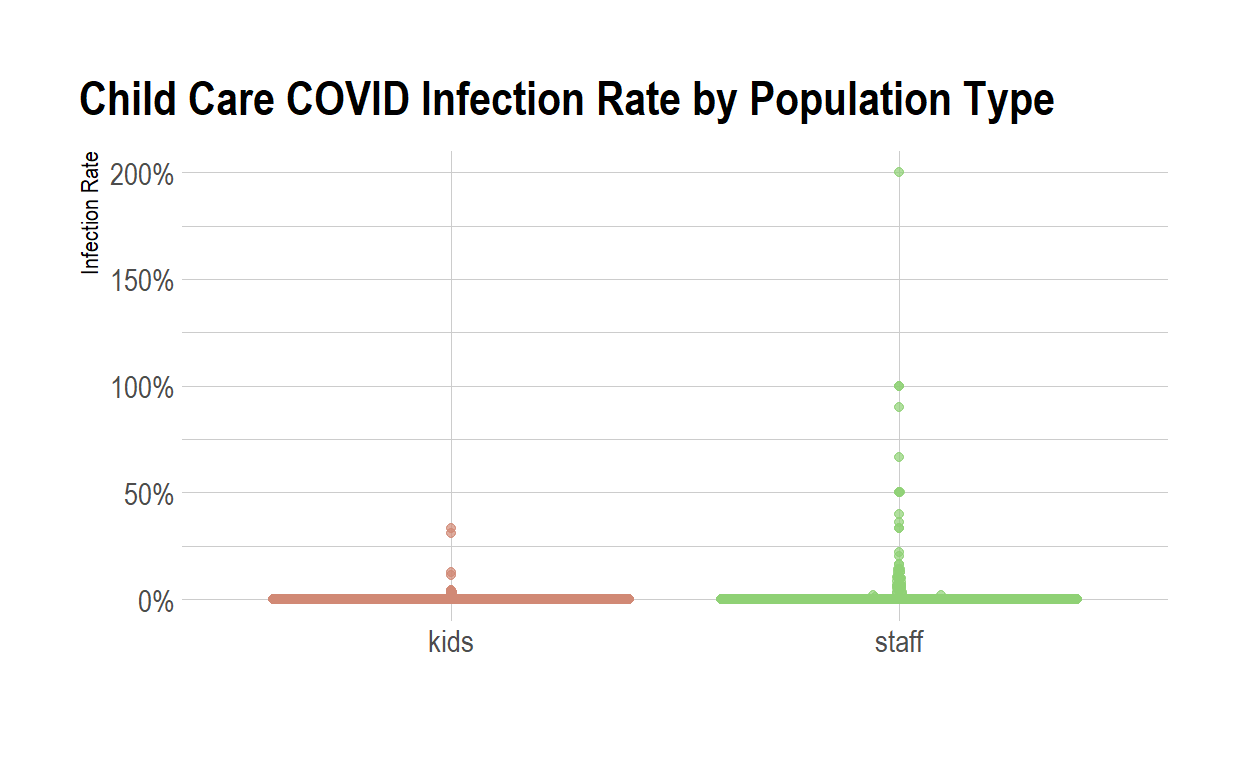 Child Care COVID Infection Rate by Population Type
Infection Rate
200%
150%
100%
50%
0%
kids
staff